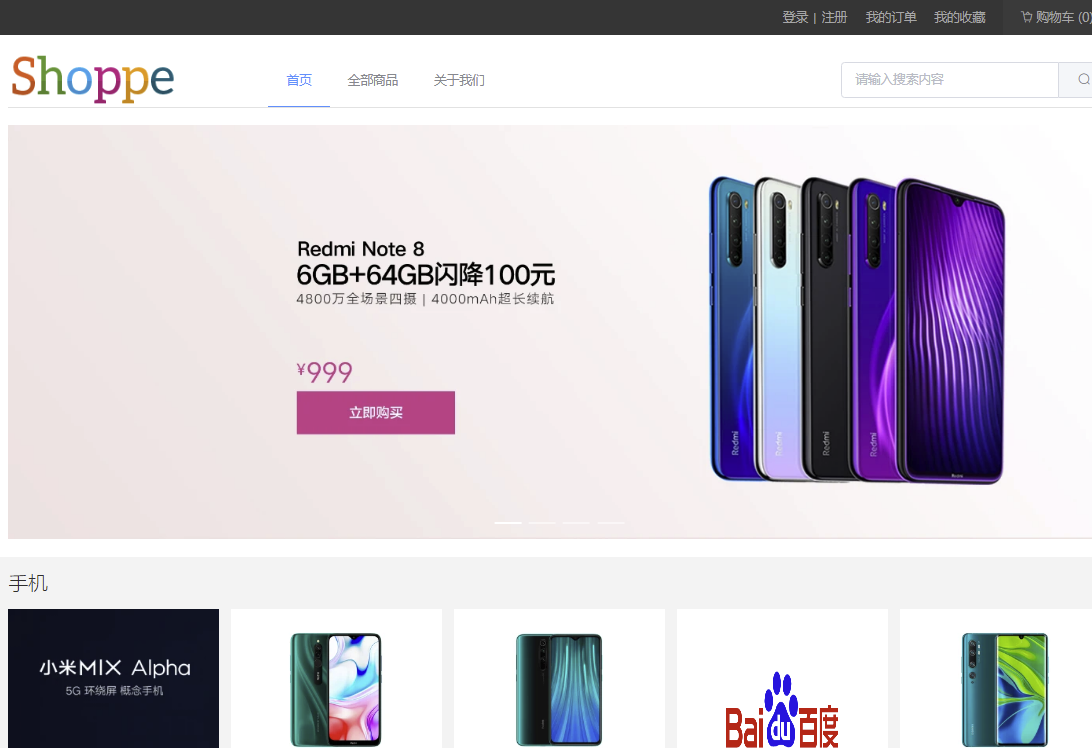 登录 | 注册 我的订单 我的收藏 购物车 (0)
Shoppe
首页 全部商品 关于我们
请输入搜索内容
Redmi Note 8
6GB+64GB闪降100元
4800万全场景四摄 | 4000mAh超长续航
¥999
立即购买
Redmi Redmi Redmi Redmi
手机
小米MIX Alpha
5G 环绕屏 概念手机
Bai du 百度